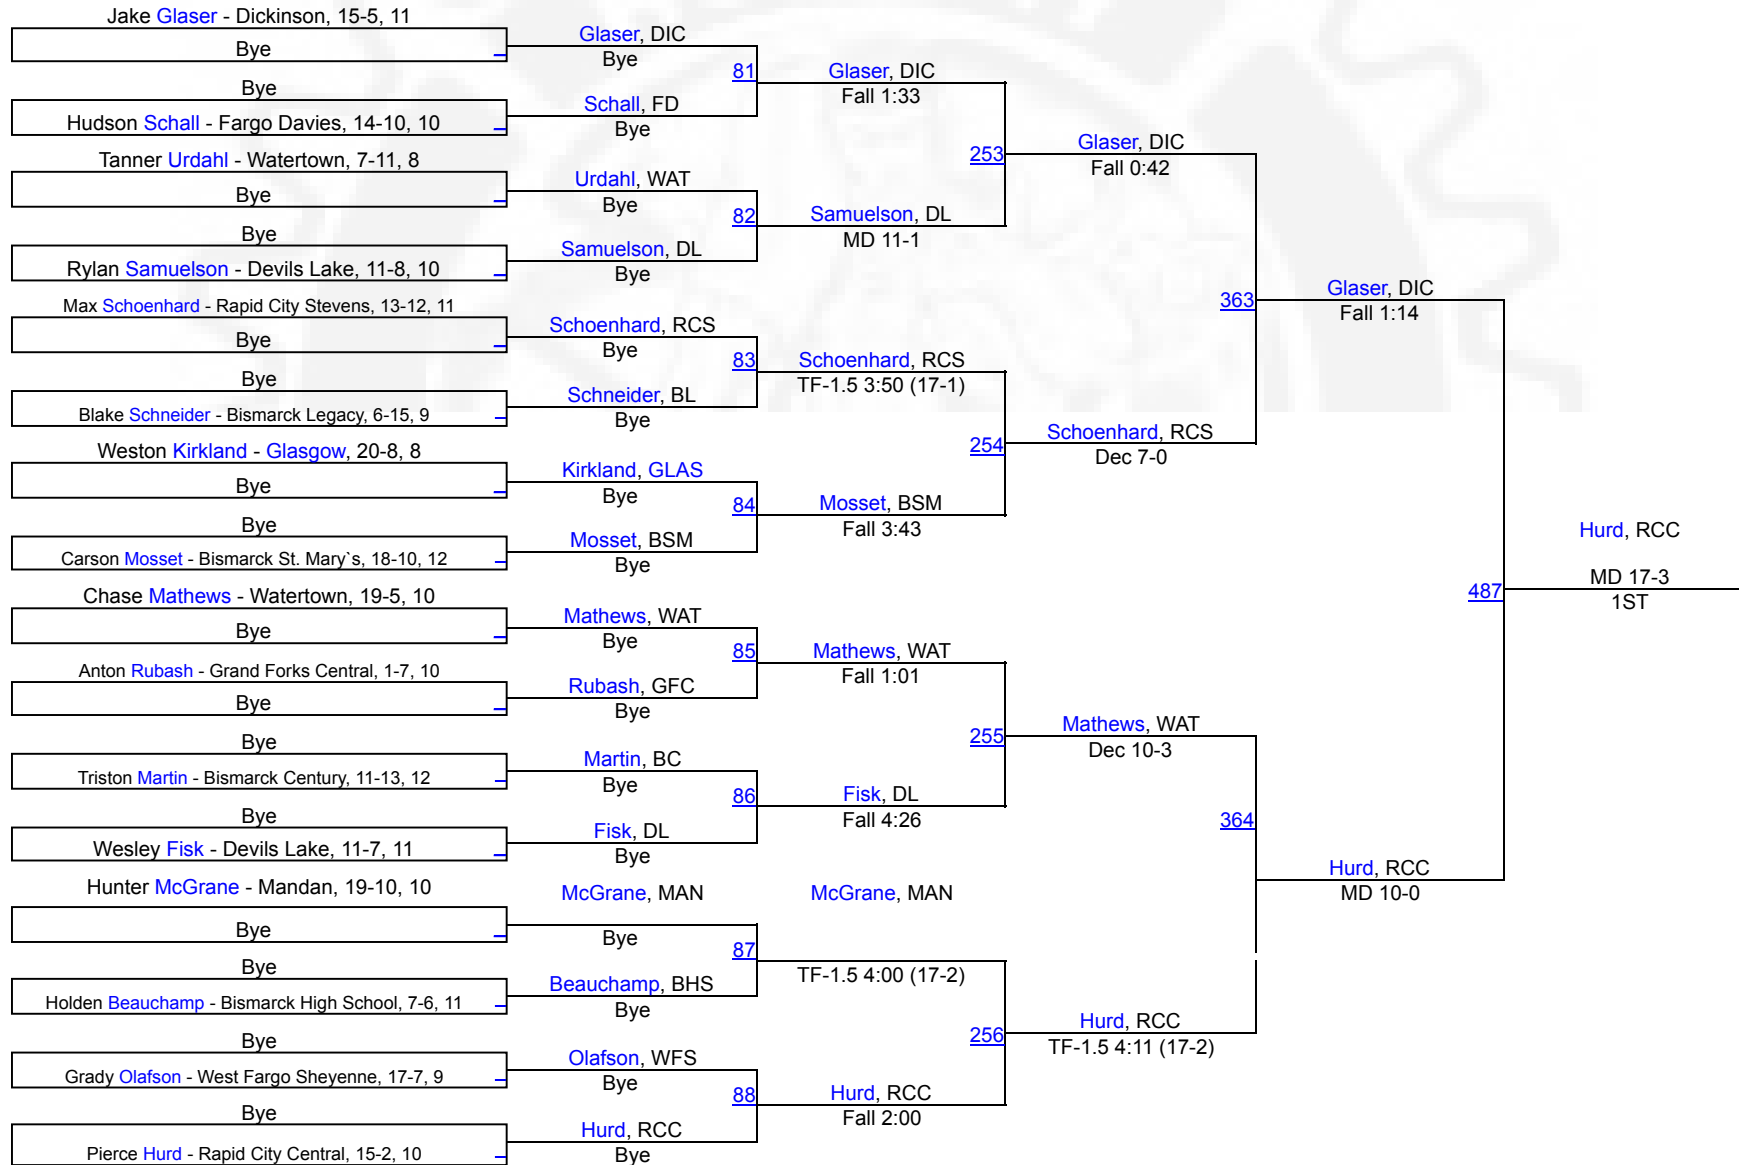 Jake Glaser - Dickinson, 15-5, 11
Bye
Bye
Hudson Schall - Fargo Davies, 14-10, 10
Tanner Urdahl - Watertown, 7-11, 8
Bye
Bye
Rylan Samuelson - Devils Lake, 11-8, 10
Max Schoenhard - Rapid City Stevens, 13-12, 11
Bye
Bye
Blake Schneider - Bismarck Legacy, 6-15, 9
Weston Kirkland - Glasgow, 20-8, 8
Bye
Bye
Carson Mosset - Bismarck St. Mary`s, 18-10, 12
Chase Mathews - Watertown, 19-5, 10
Bye
Anton Rubash - Grand Forks Central, 1-7, 10
Bye
Bye
Triston Martin - Bismarck Century, 11-13, 12
Bye
Wesley Fisk - Devils Lake, 11-7, 11
Hunter McGrane - Mandan, 19-10, 10
Bye
Bye
Holden Beauchamp - Bismarck High School, 7-6, 11
Bye
Grady Olafson - West Fargo Sheyenne, 17-7, 9
Bye
Pierce Hurd - Rapid City Central, 15-2, 10
Glaser, DIC
Bye
81
Schall, FD
Bye
Urdahl, WAT
Bye
82
Samuelson, DL
Bye
Schoenhard, RCS
Bye
83
Schneider, BL
Bye
Kirkland, GLAS
Bye
84
Mosset, BSM
Bye
Mathews, WAT
Bye
85
Rubash, GFC
Bye
Martin, BC
Bye
86
Fisk, DL
Bye
McGrane, MAN
Bye
87
Beauchamp, BHS
Bye
Olafson, WFS
Bye
88
Hurd, RCC
Bye
Glaser, DIC
Fall 1:33
253
Samuelson, DL
MD 11-1
Schoenhard, RCS
TF-1.5 3:50 (17-1)
254
Mosset, BSM
Fall 3:43
Mathews, WAT
Fall 1:01
255
Fisk, DL
Fall 4:26
McGrane, MAN
TF-1.5 4:00 (17-2)
256
Hurd, RCC
Fall 2:00
Glaser, DIC
Fall 0:42
363
Schoenhard, RCS
Dec 7-0
Mathews, WAT
Dec 10-3
364
Hurd, RCC
TF-1.5 4:11 (17-2)
Glaser, DIC
Fall 1:14
487
Hurd, RCC
MD 10-0
Hurd, RCC
MD 17-3
1ST